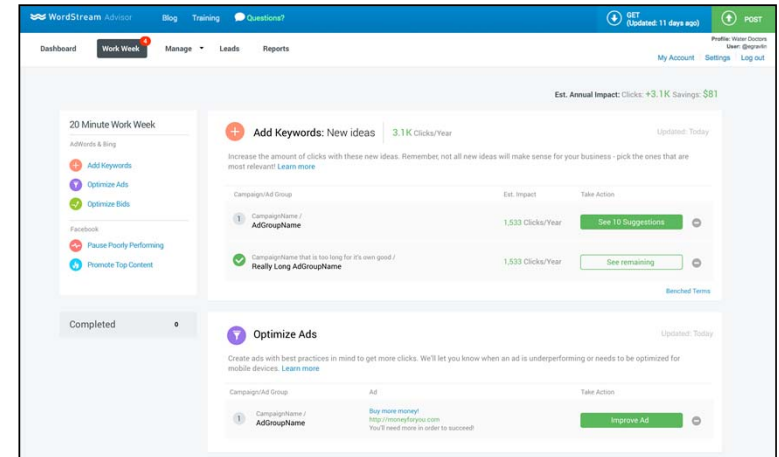 WordStream Advisor Blog Training Questions? GET (Updated: 11 days ago) POST
Dashboard Work Week 4 Manage Leads Reports
Profile: Water Doctors
User: @egravlin
My Account Settings Log out
Est. Annual Impact: Clicks: +3.1K Savings: $81
20 Minute Work Week
AdWords & Bing
Add Keywords
Optimize Ads
Optimize Bids
Facebook
Pause Poorly Performing
Promote Top Content
Completed 0
Add Keywords: New ideas 3.1K Clicks/Year Updated: Today
Increase the amount of clicks with these new ideas. Remember, not all new ideas will make sense for your business - pick the ones that are
most relevant! Learn more
Campaign/Ad Group Est. Impact Take Action
1 CampaignName /
AdGroupName 1,533 Clicks/Year See 10 Suggestions
CampaignName that is too long for it's own good /
Really Long AdGroupName 1,533 Clicks/Year See remaining
Benched Terms
Optimize Ads Updated: Today
Create ads with best practices in mind to get more clicks. We'll let you know when an ad is underperforming or needs to be optimized for
mobile devices. Learn more
Campaign/Ad Group Ad Take Action
1 CampaignName /
AdGroupName
Buy more money!
http://moneyforyou.com
You'll need more in order to succeed!
Improve Ad